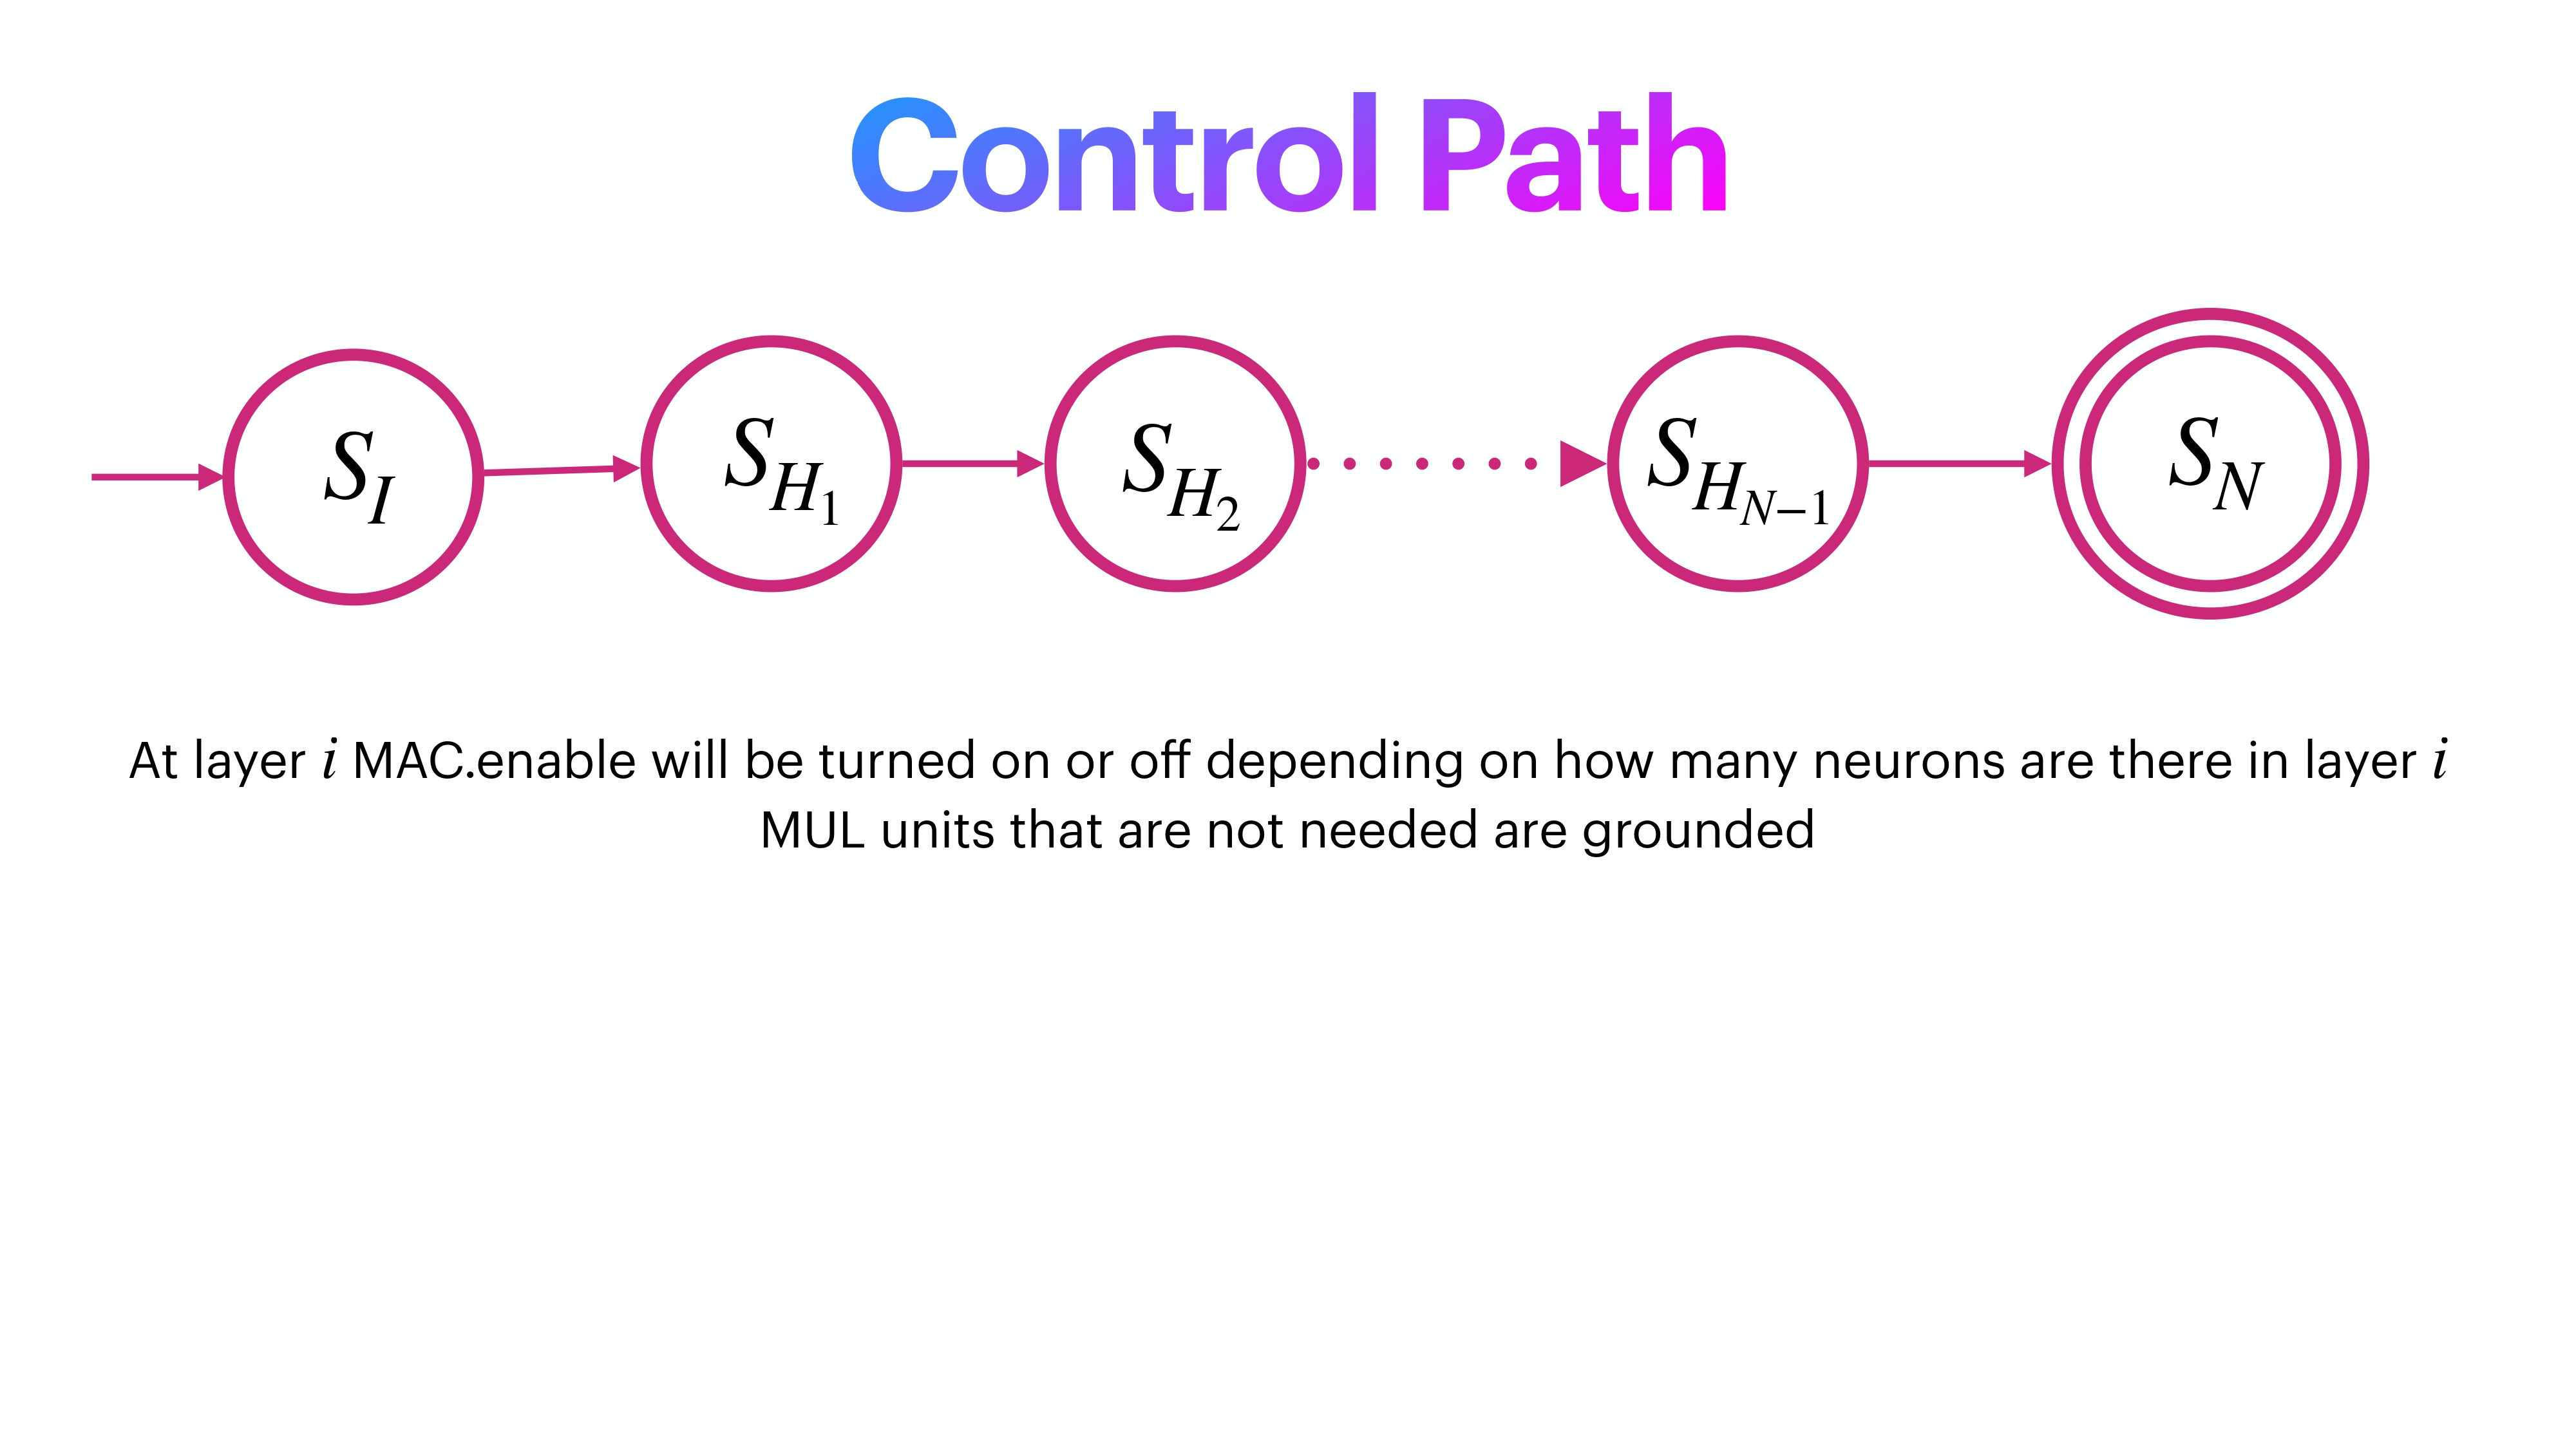 Control Path
S_I S_{H_1} S_{H_2} S_{H_{N-1}} S_N
At layer i MAC.enable will be turned on or off depending on how many neurons are there in layer i
MUL units that are not needed are grounded